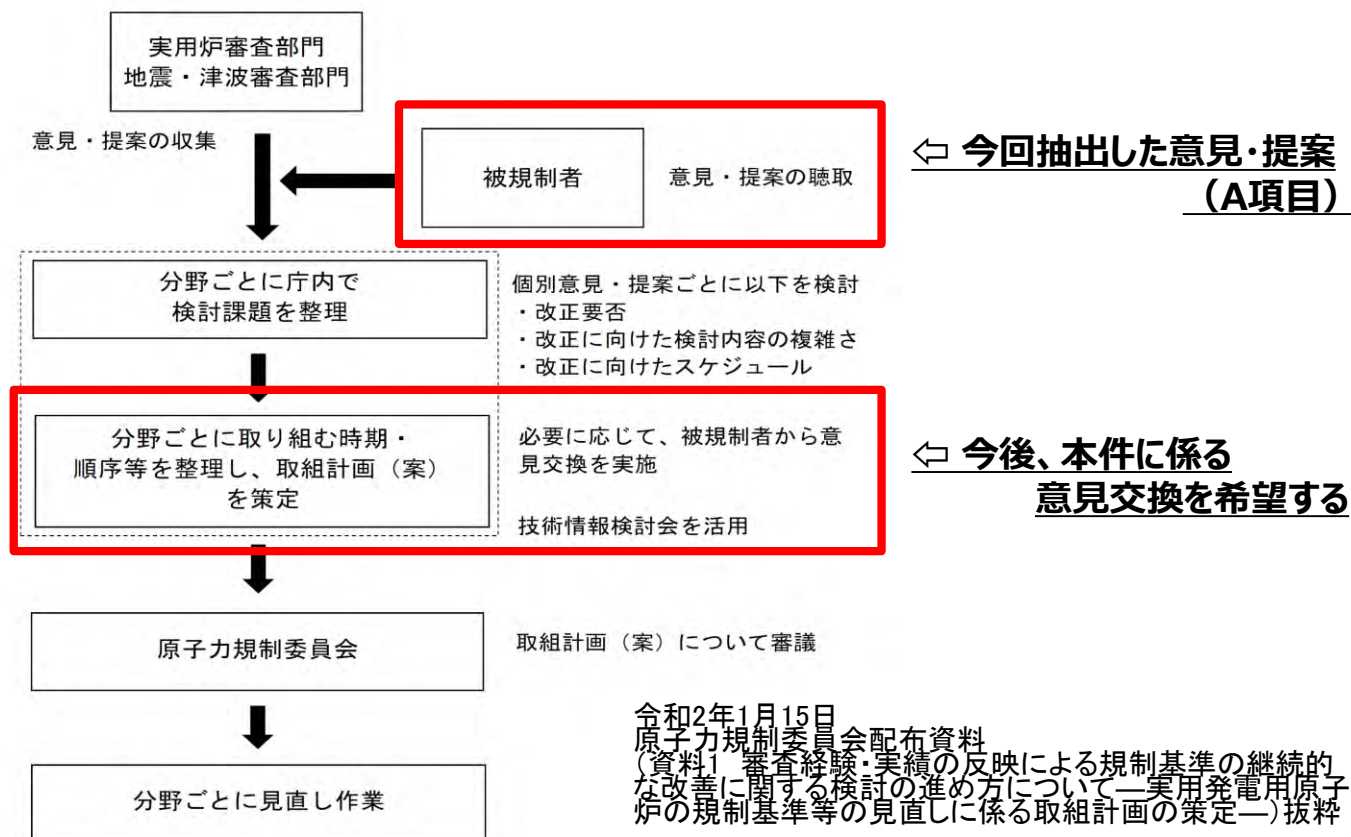 実用炉審査部門
地震・津波審査部門
意見・提案の収集
被規制者
意見・提案の聴取
⇦ 今回抽出した意見・提案
（A項目）
分野ごとに庁内で
検討課題を整理
個別意見・提案ごとに以下を検討
・改正要否
・改正に向けた検討内容の複雑さ
・改正に向けたスケジュール
分野ごとに取り組む時期・
順序等を整理し、取組計画（案）
を策定
必要に応じて、被規制者から意
見交換を実施
技術情報検討会を活用
⇦ 今後、本件に係る
意見交換を希望する
原子力規制委員会
取組計画（案）について審議
分野ごとに見直し作業
令和2年1月15日
原子力規制委員会配布資料
（資料1 審査経験・実績の反映による規制基準の継続的
な改善に関する検討の進め方について―実用発電用原子
炉の規制基準等の見直しに係る取組計画の策定―）抜粋